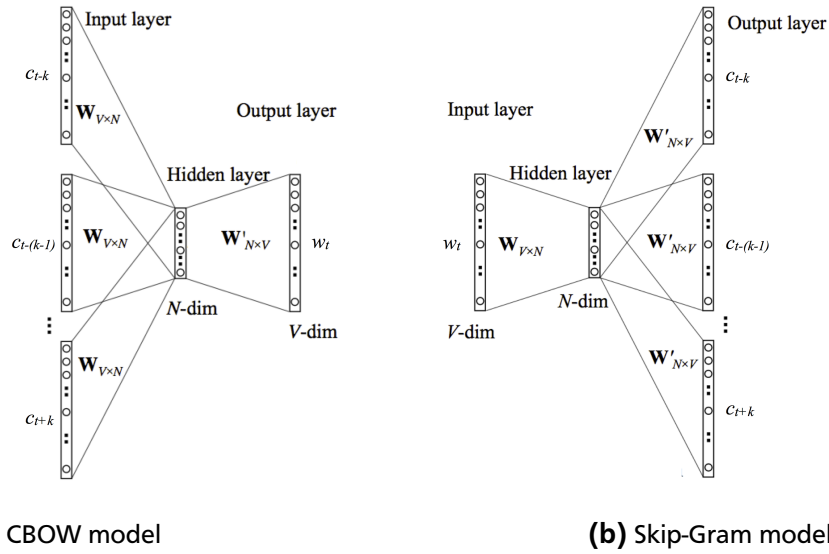 Input layer
c_{t-k}
W_{V×N}
Output layer
Hidden layer
c_{t-(k-1)}
W_{V×N}
W'_{N×V}
w_t
...
N-dim
V-dim
W_{V×N}
c_{t+k}
CBOW model
Output layer
c_{t-k}
Input layer
W'_{N×V}
Hidden layer
w_t
W_{V×N}
W'_{N×V}
c_{t-(k-1)}
N-dim
V-dim
...
W'_{N×V}
c_{t+k}
(b) Skip-Gram model